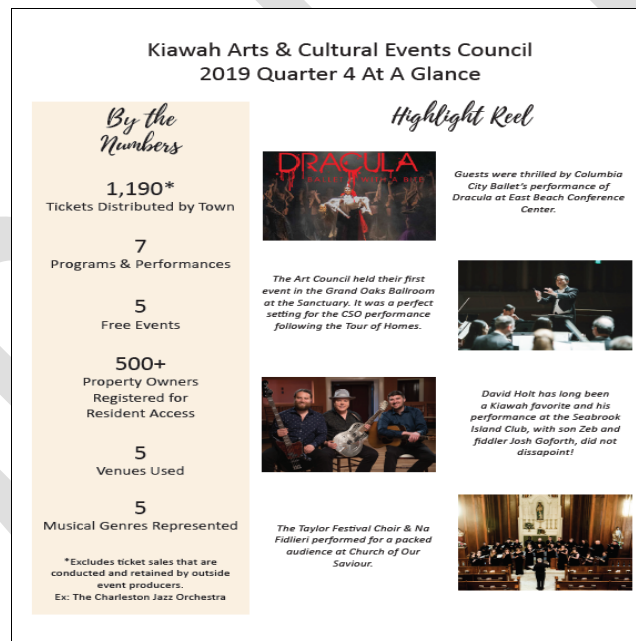 Kiawah Arts & Cultural Events Council
2019 Quarter 4 At A Glance
By the
Numbers
1,190*
Tickets Distributed by Town
7
Programs & Performances
5
Free Events
500+
Property Owners
Registered for
Resident Access
5
Venues Used
5
Musical Genres Represented
*Excludes ticket sales that are
conducted and retained by outside
event producers.
Ex: The Charleston Jazz Orchestra
Highlight Reel
DRACULA
Guests were thrilled by Columbia
City Ballet's performance of
Dracula at East Beach Conference
Center.
The Art Council held their first
event in the Grand Oaks Ballroom
at the Sanctuary. It was a perfect
setting for the CSO performance
following the Tour of Homes.
David Holt has long been
a Kiawah favorite and his
performance at the Seabrook
Island Club, with son Zeb and
fiddler Josh Goforth, did not
dissapoint!
The Taylor Festival Choir & Na
Fidlieri performed for a packed
audience at Church of Our
Saviour.